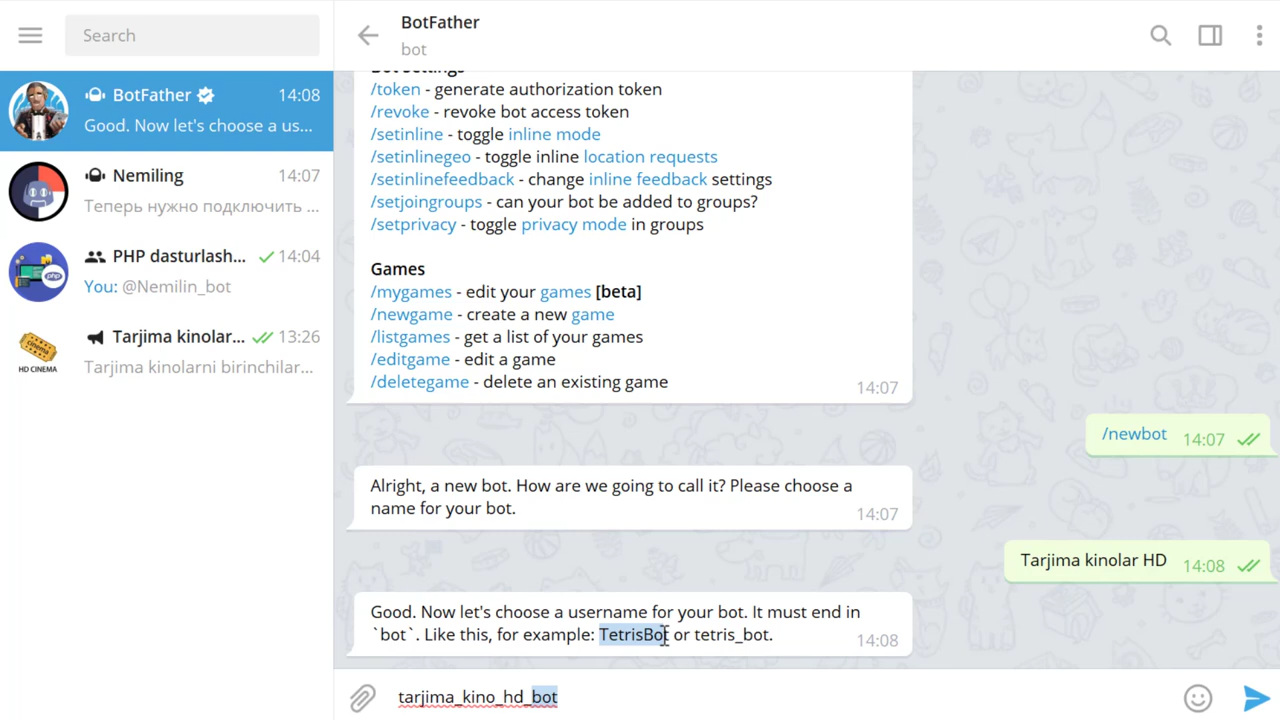 Search
BotFather
14:08
Good. Now let's choose a us...
Nemiling
14:07
Теперь нужно подключить ...
PHP dasturlash...
14:04
You: @Nemilin_bot
php
Tarjima kinolar...
13:26
Tarjima kinolarni birinchilar...
cinema
HD CINEMA
BotFather
bot
Bot Settings
/token - generate authorization token
/revoke - revoke bot access token
/setinline - toggle inline mode
/setinlinegeo - toggle inline location requests
/setinlinefeedback - change inline feedback settings
/setjoingroups - can your bot be added to groups?
/setprivacy - toggle privacy mode in groups
Games
/mygames - edit your games [beta]
/newgame - create a new game
/listgames - get a list of your games
/editgame - edit a game
/deletegame - delete an existing game
14:07
/newbot 14:07
Alright, a new bot. How are we going to call it? Please choose a
name for your bot.
14:07
Tarjima kinolar HD 14:08
Good. Now let's choose a username for your bot. It must end in
`bot`. Like this, for example: TetrisBot or tetris_bot.
14:08
tarjima_kino_hd_bot